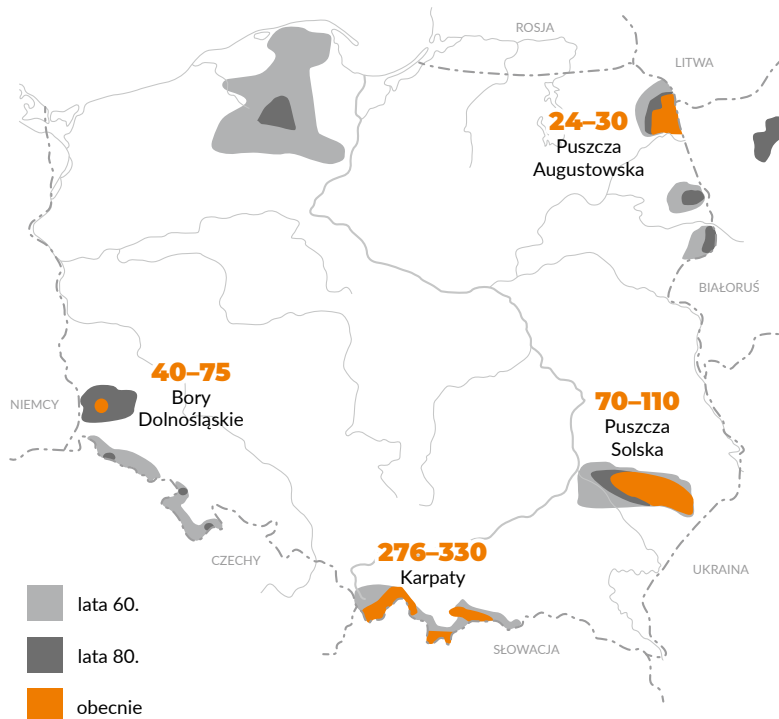 ROSJA
LITWA
24–30
Puszcza
Augustowska
BIAŁORUŚ
40–75
Bory
Dolnośląskie
NIEMCY
70–110
Puszcza
Solska
CZECHY
276–330
Karpaty
UKRAINA
SŁOWACJA
lata 60.
lata 80.
obecnie